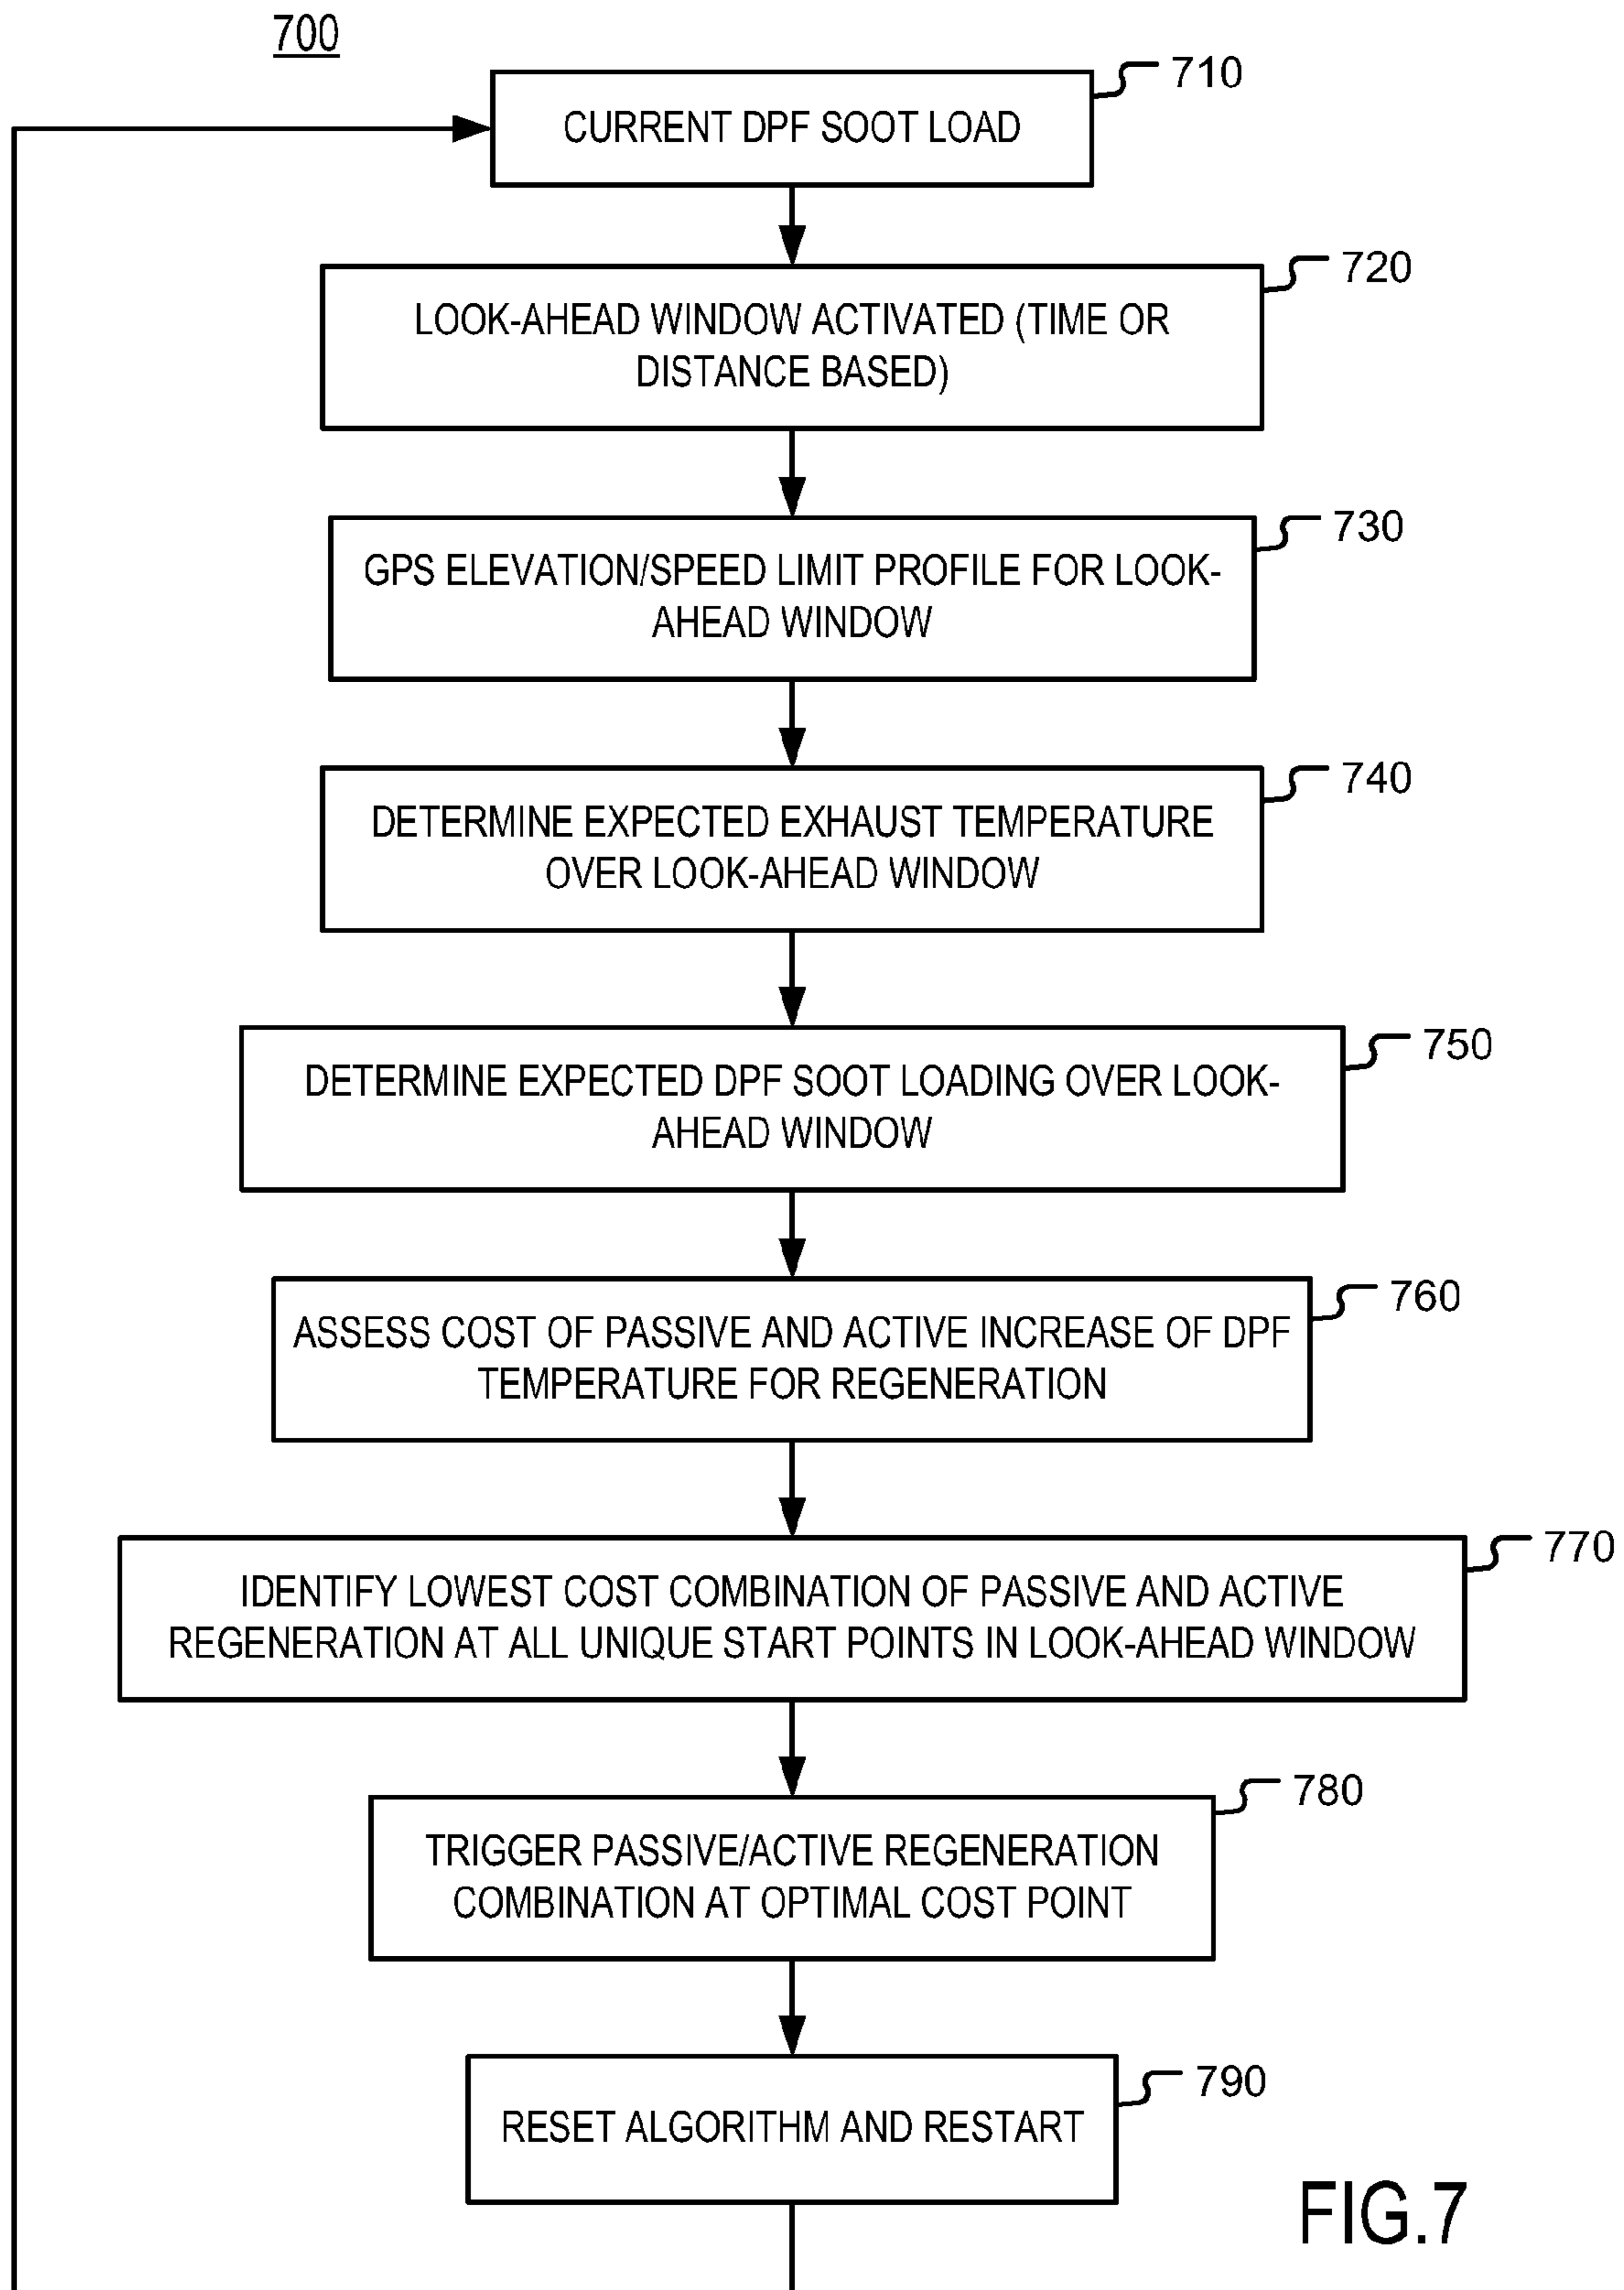 700
710
CURRENT DPF SOOT LOAD
720
LOOK-AHEAD WINDOW ACTIVATED (TIME OR
DISTANCE BASED)
730
GPS ELEVATION/SPEED LIMIT PROFILE FOR LOOK-
AHEAD WINDOW
740
DETERMINE EXPECTED EXHAUST TEMPERATURE
OVER LOOK-AHEAD WINDOW
750
DETERMINE EXPECTED DPF SOOT LOADING OVER LOOK-
AHEAD WINDOW
760
ASSESS COST OF PASSIVE AND ACTIVE INCREASE OF DPF
TEMPERATURE FOR REGENERATION
770
IDENTIFY LOWEST COST COMBINATION OF PASSIVE AND ACTIVE
REGENERATION AT ALL UNIQUE START POINTS IN LOOK-AHEAD WINDOW
780
TRIGGER PASSIVE/ACTIVE REGENERATION
COMBINATION AT OPTIMAL COST POINT
790
RESET ALGORITHM AND RESTART
FIG.7